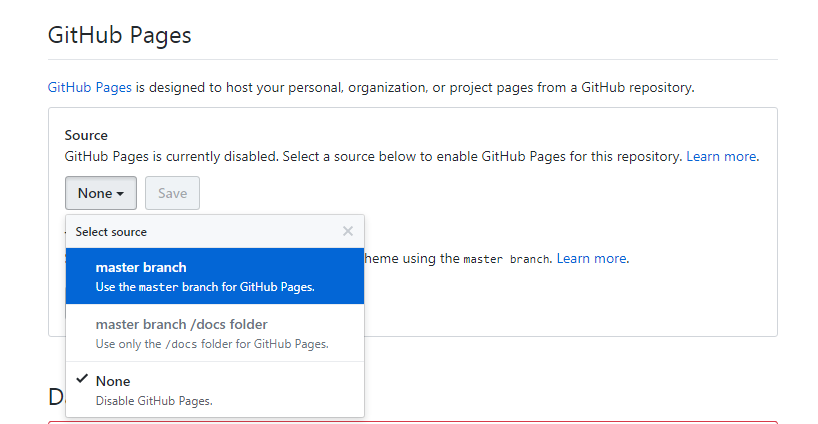 GitHub Pages
GitHub Pages is designed to host your personal, organization, or project pages from a GitHub repository.
Source
GitHub Pages is currently disabled. Select a source below to enable GitHub Pages for this repository. Learn more.
None Save
Select source
master branch
Use the master branch for GitHub Pages.
heme using the master branch. Learn more.
master branch /docs folder
Use only the /docs folder for GitHub Pages.
None
Disable GitHub Pages.
D